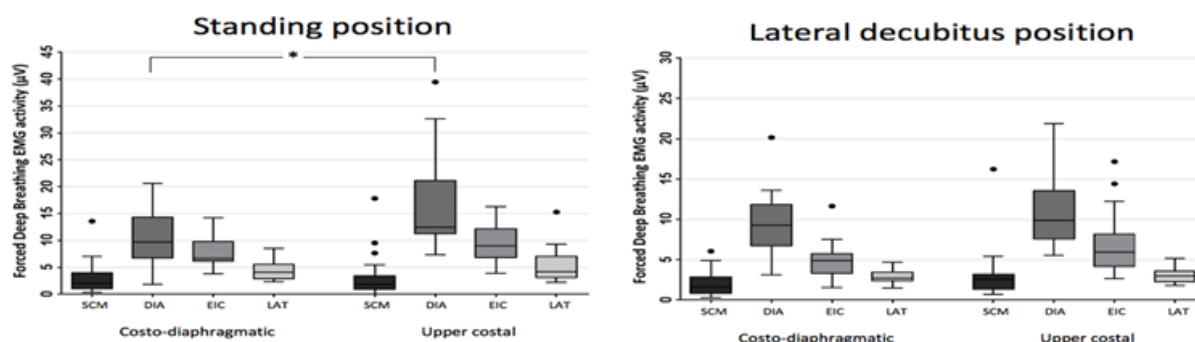 Standing position
Forced Deep Breathing EMG activity (µV)
45
40
35
30
25
20
15
10
5
0
*
SCM DIA EIC LAT SCM DIA EIC LAT
Costo-diaphragmatic Upper costal
Lateral decubitus position
Forced Deep Breathing EMG activity (µV)
30
25
20
15
10
5
0
SCM DIA EIC LAT SCM DIA EIC LAT
Costo-diaphragmatic Upper costal